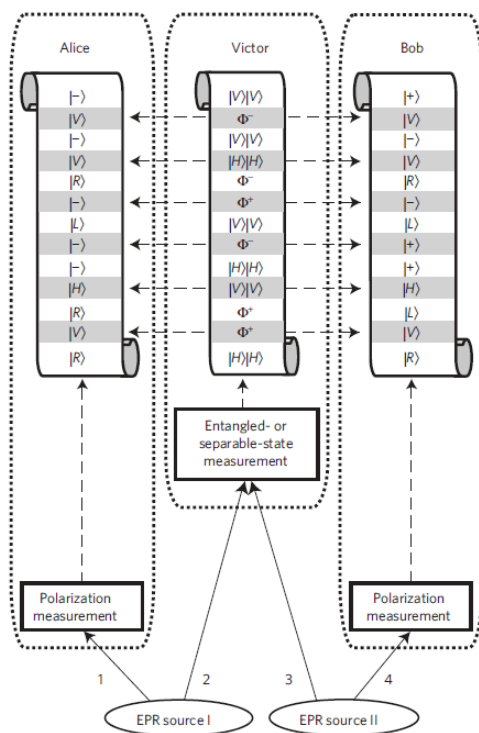 Alice Victor Bob
|−⟩ |V⟩|V⟩ |+⟩
|V⟩ Φ⁻ |V⟩
|−⟩ |V⟩|V⟩ |−⟩
|V⟩ |H⟩|H⟩ |V⟩
|R⟩ Φ⁻ |R⟩
|−⟩ Φ⁺ |−⟩
|L⟩ |V⟩|V⟩ |L⟩
|−⟩ Φ⁻ |+⟩
|−⟩ |H⟩|H⟩ |+⟩
|H⟩ |V⟩|V⟩ |H⟩
|R⟩ Φ⁺ |L⟩
|V⟩ Φ⁺ |V⟩
|R⟩ |H⟩|H⟩ |R⟩
Entangled- or
separable-state
measurement
Polarization
measurement
Polarization
measurement
1 2 3 4
EPR source I
EPR source II